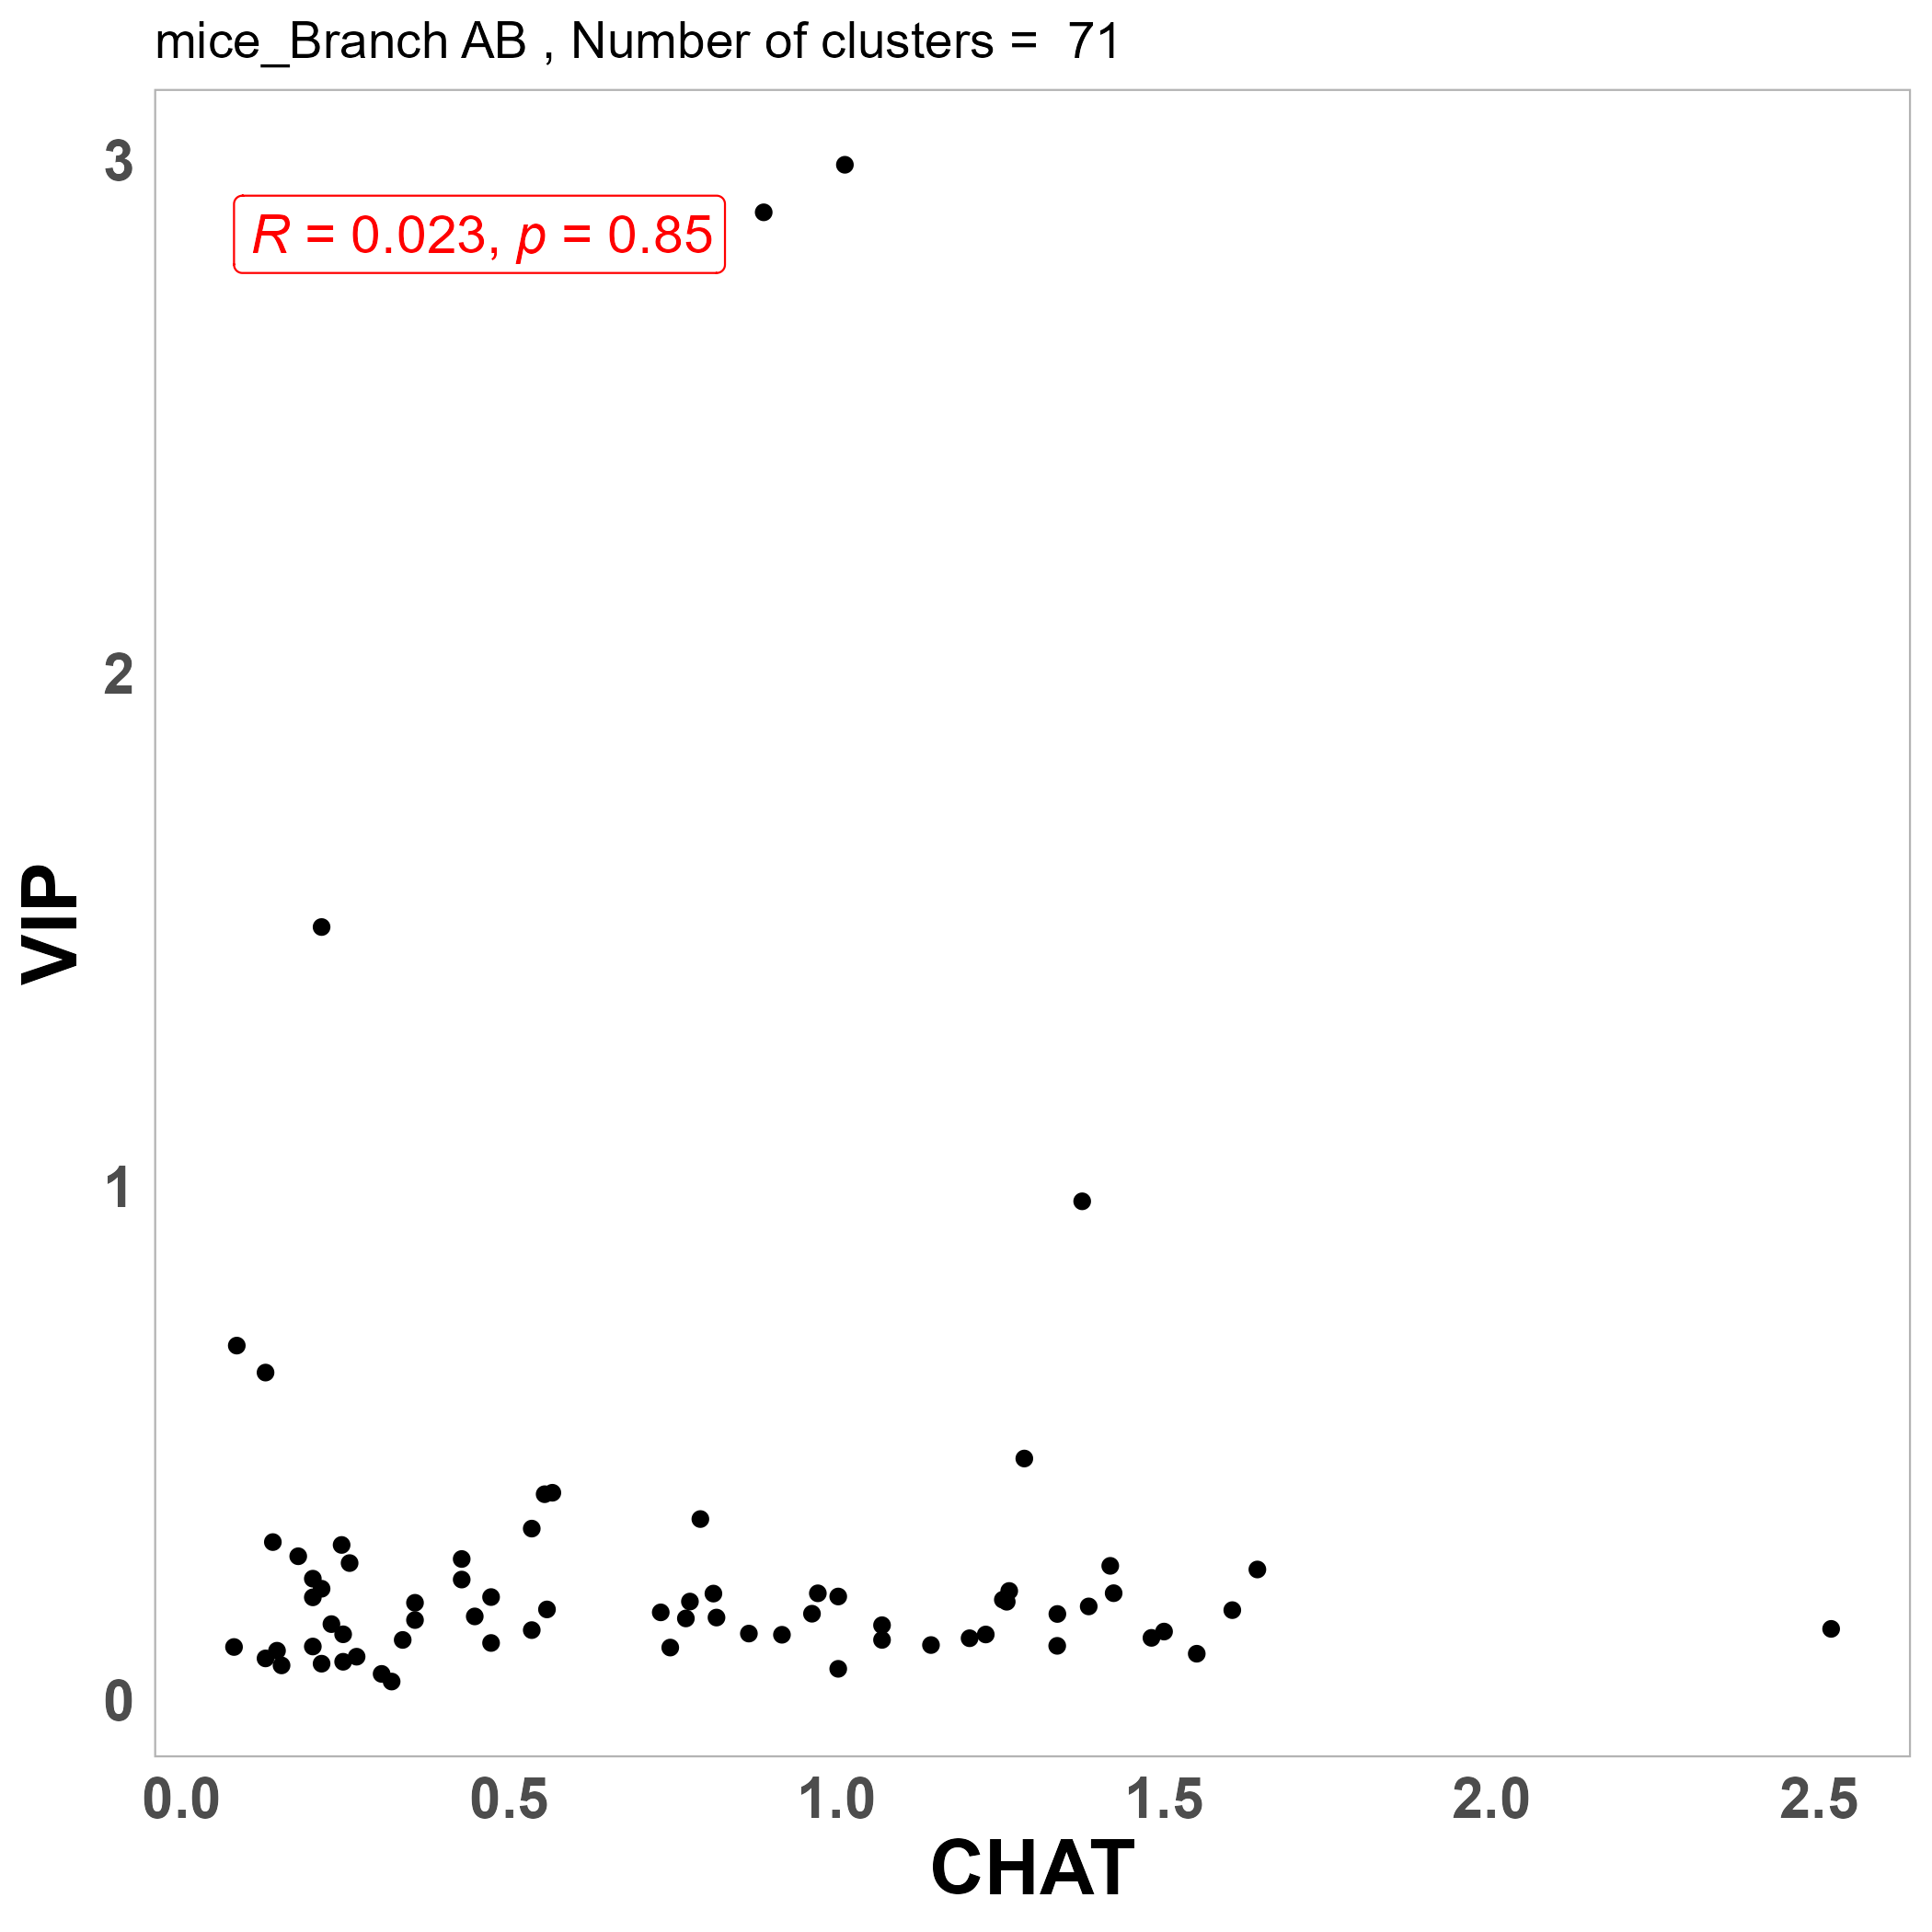 mice_Branch AB , Number of clusters =  71
3
R = 0.023, p = 0.85
2
VIP
1
0
0.0 0.5 1.0 1.5 2.0 2.5
CHAT